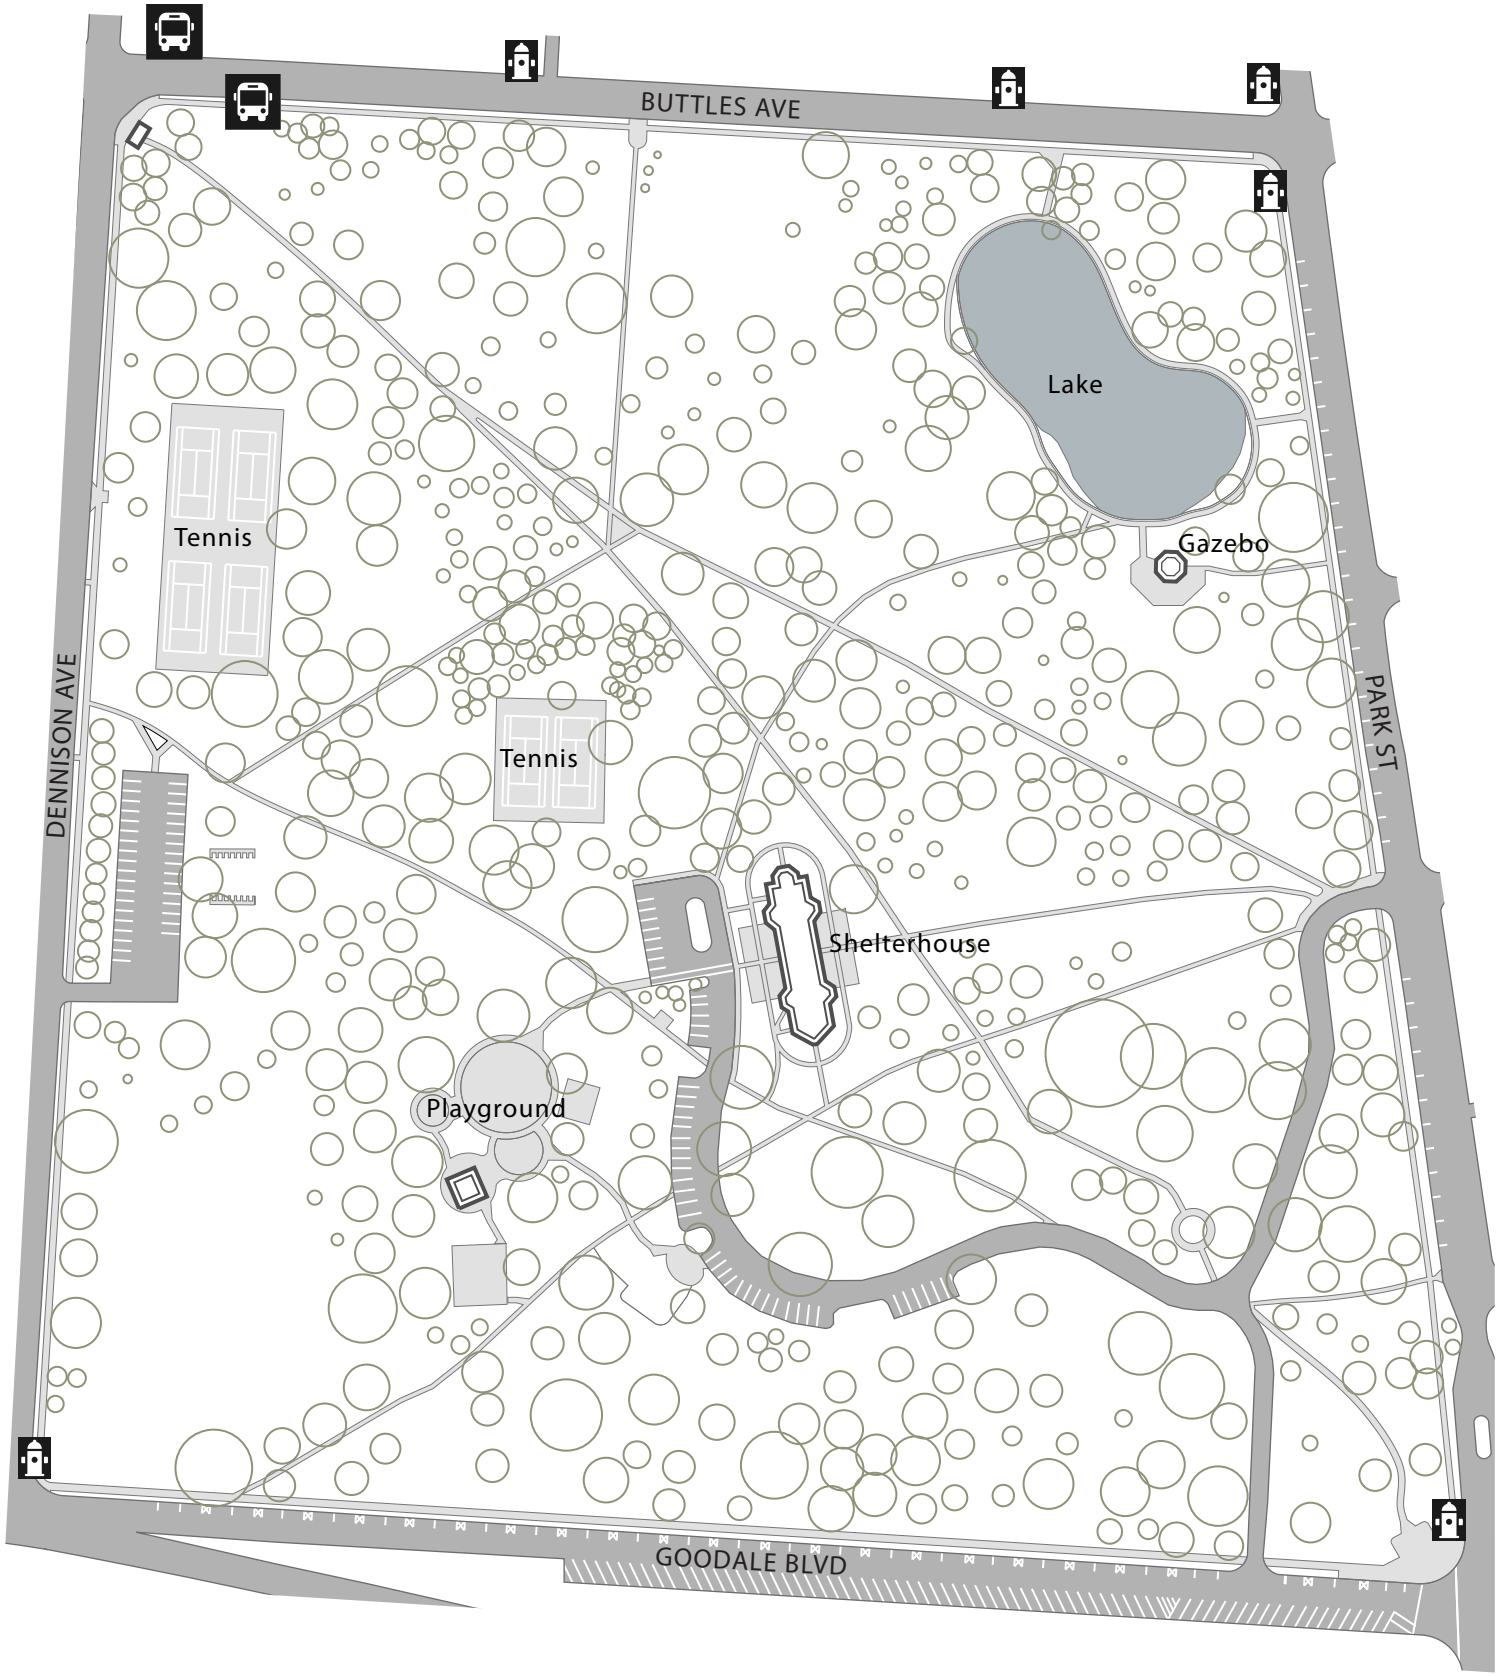 BUTTLES AVE
Lake
Tennis
Gazebo
DENNISON AVE
PARK ST
Tennis
Shelterhouse
Playground
GOODALE BLVD